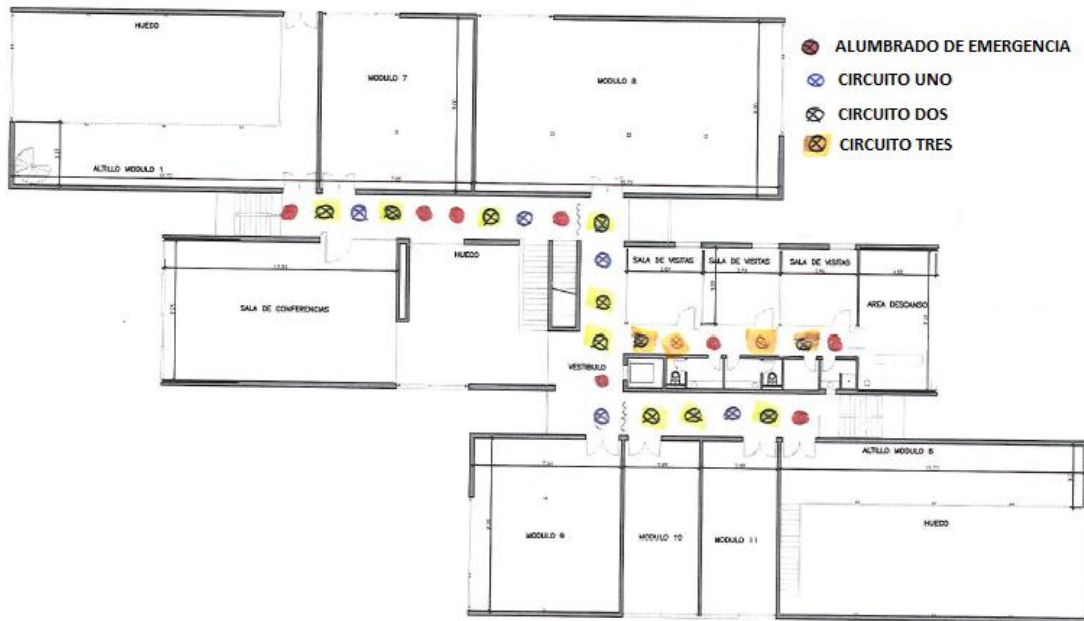 HUECO
MODULO 7
MODULO 8
ALTILLO MODULO 1
ALUMBRADO DE EMERGENCIA
CIRCUITO UNO
CIRCUITO DOS
CIRCUITO TRES
HUECO
SALA DE VISITAS
SALA DE VISITAS
SALA DE VISITAS
SALA DE CONFERENCIAS
AREA DESCANSO
VESTIBULO
ALTILLO MODULO 6
MODULO 9
MODULO 10
MODULO 11
HUECO